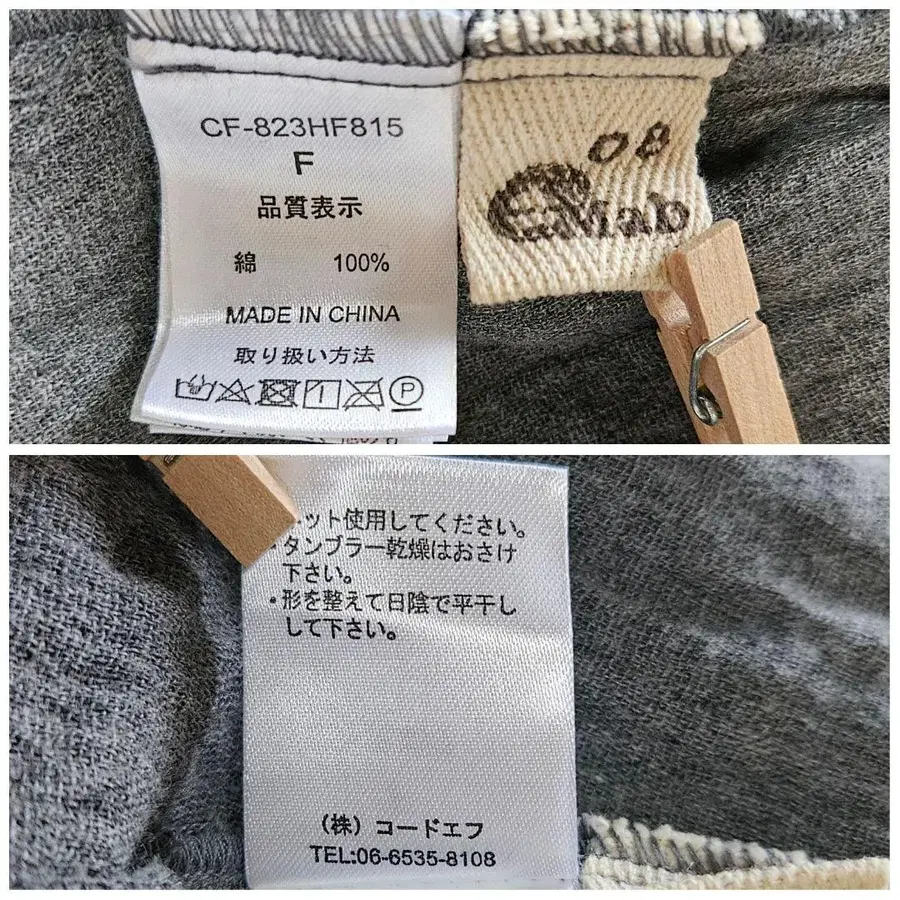 CF-823HF815
F
品質表示
綿 100%
MADE IN CHINA
取り扱い方法
P
08
Mab
ット使用してください。
・タンブラー乾燥はおさけ
下さい。
・形を整えて日陰で平干し
して下さい。
(株)コードエフ
TEL:06-6535-8108